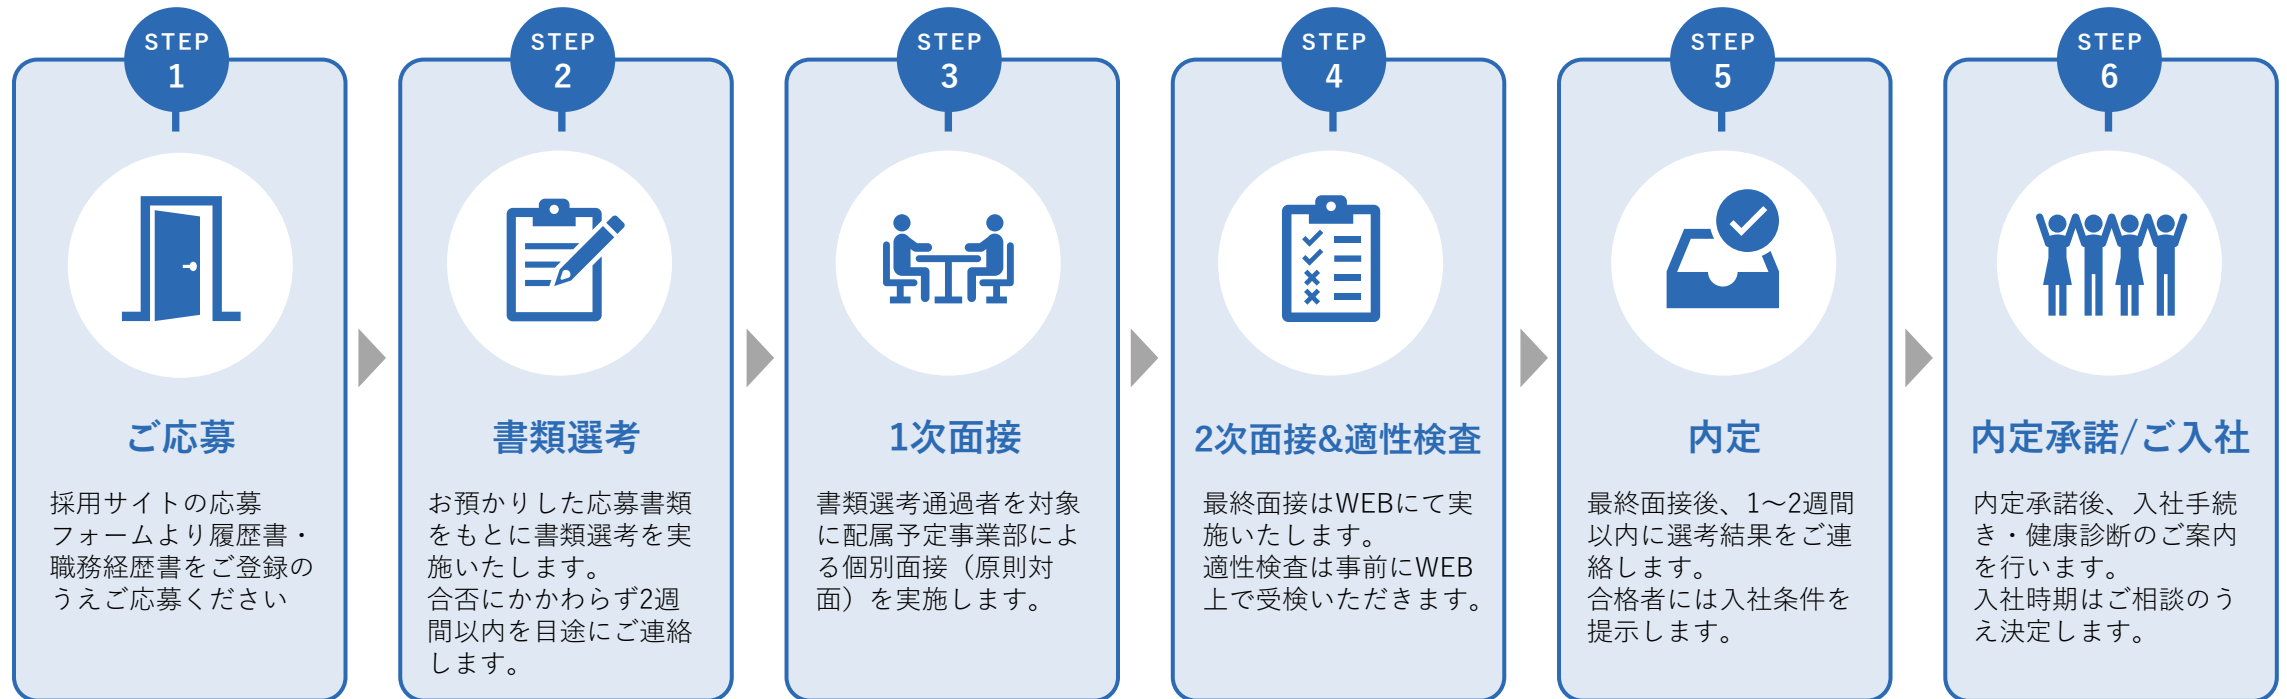 STEP
1
ご応募
採用サイトの応募
フォームより履歴書・
職務経歴書をご登録の
うえご応募ください
STEP
2
書類選考
お預かりした応募書類
をもとに書類選考を実
施いたします。
合否にかかわらず2週
間以内を目途にご連絡
します。
STEP
3
1次面接
書類選考通過者を対象
に配属予定事業部によ
る個別面接（原則対
面）を実施します。
STEP
4
2次面接&適性検査
最終面接はWEBにて実
施いたします。
適性検査は事前にWEB
上で受検いただきます。
STEP
5
内定
最終面接後、1～2週間
以内に選考結果をご連
絡します。
合格者には入社条件を
提示します。
STEP
6
内定承諾/ご入社
内定承諾後、入社手続
き・健康診断のご案内
を行います。
入社時期はご相談のう
え決定します。